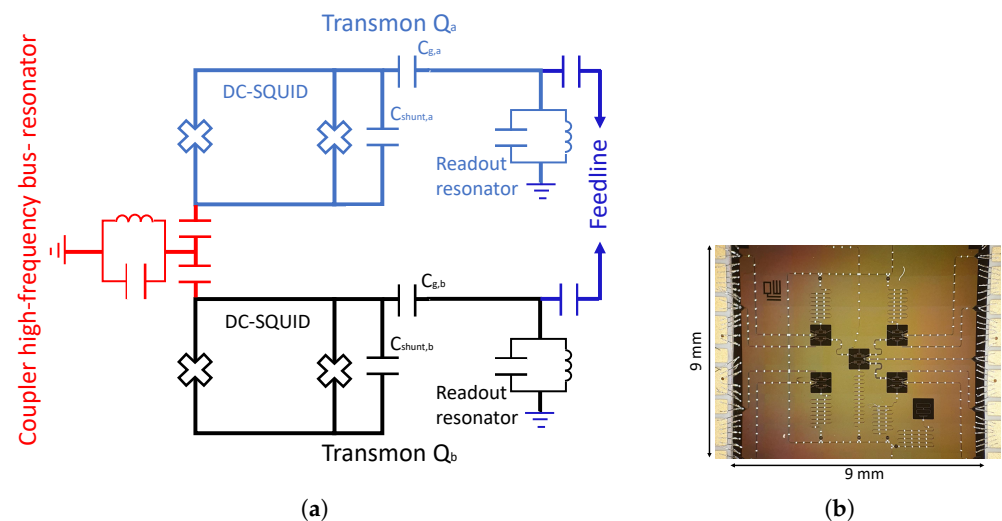 Transmon Qa
Cg,a
DC-SQUID
Cshunt,a
Readout
resonator
Feedline
Coupler high-frequency bus- resonator
Cg,b
DC-SQUID
Cshunt,b
Readout
resonator
Transmon Qb
9 mm
9 mm
(a)
(b)